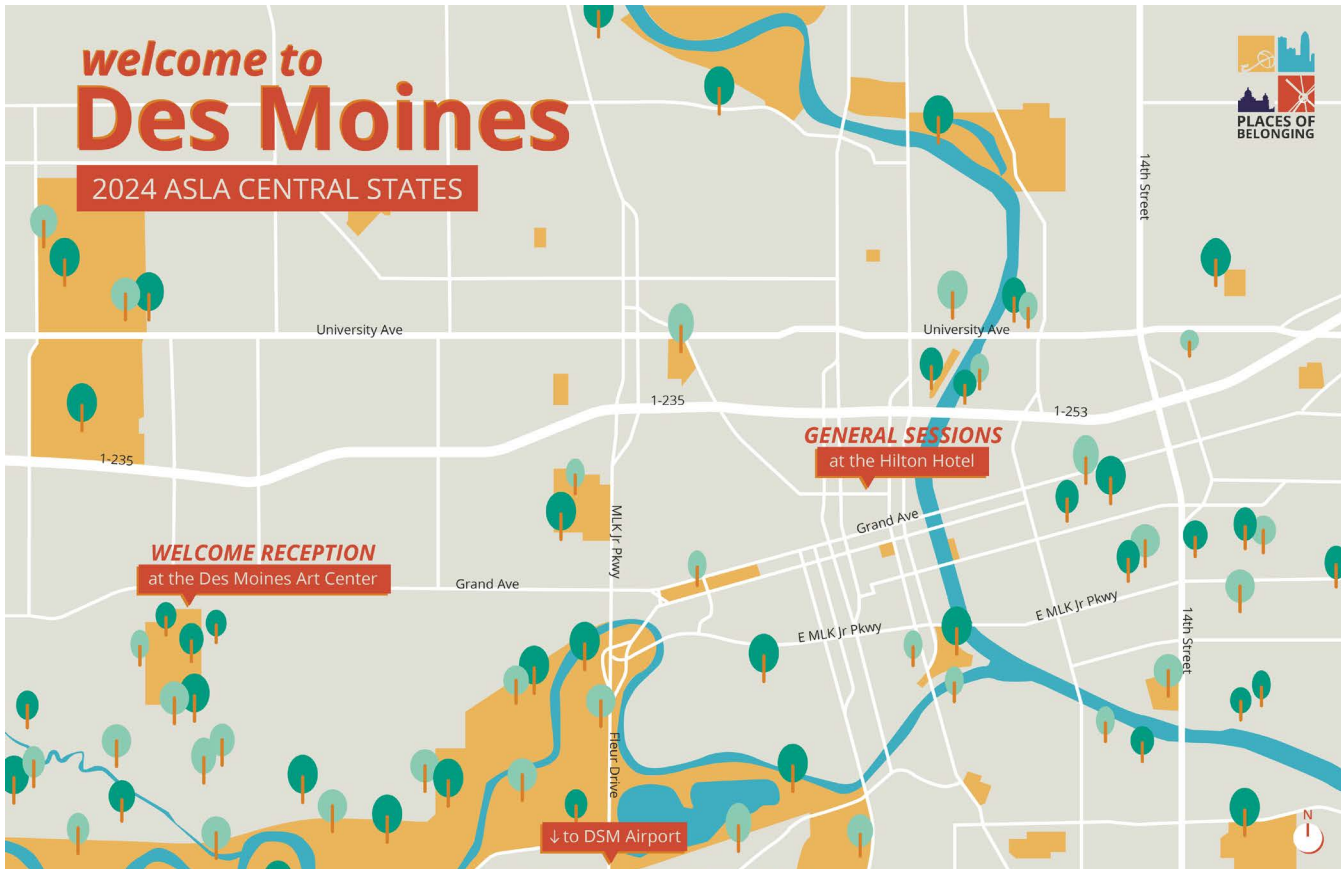 welcome to
Des Moines
2024 ASLA CENTRAL STATES
PLACES OF
BELONGING
14th Street
University Ave
University Ave
1-235
1-253
1-235
GENERAL SESSIONS
at the Hilton Hotel
MLK Jr Pkwy
Grand Ave
WELCOME RECEPTION
at the Des Moines Art Center
Grand Ave
E MLK Jr Pkwy
E MLK Jr Pkwy
14th Street
Fleur Drive
↓to DSM Airport
N